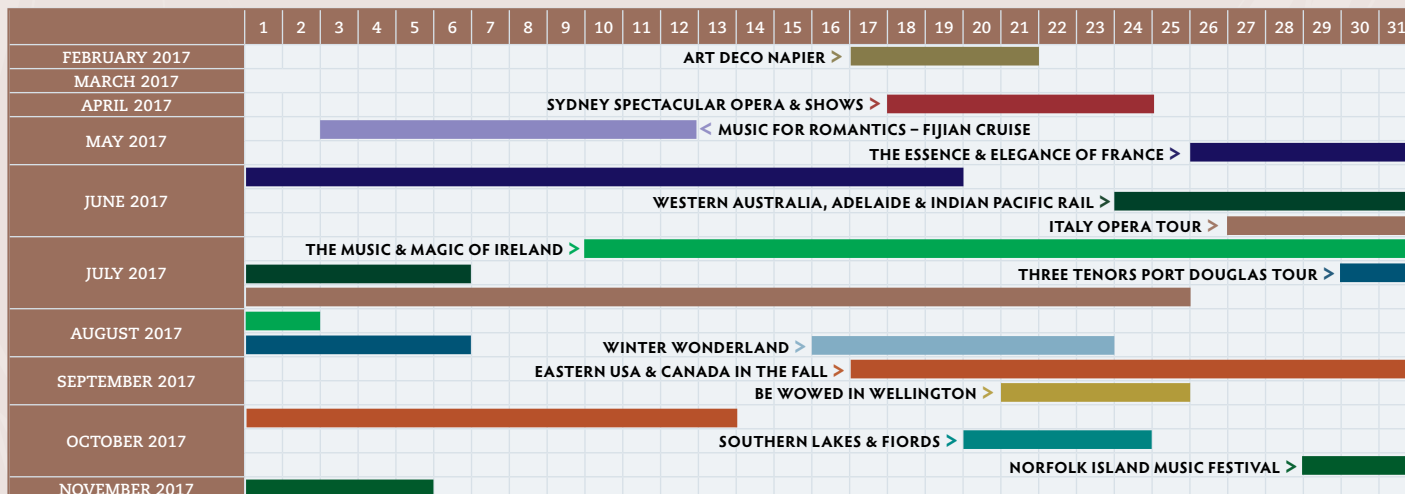 1 2 3 4 5 6 7 8 9 10 11 12 13 14 15 16 17 18 19 20 21 22 23 24 25 26 27 28 29 30 31
FEBRUARY 2017 ART DECO NAPIER >
MARCH 2017
APRIL 2017 SYDNEY SPECTACULAR OPERA & SHOWS >
MAY 2017 < MUSIC FOR ROMANTICS – FIJIAN CRUISE
THE ESSENCE & ELEGANCE OF FRANCE >
JUNE 2017 WESTERN AUSTRALIA, ADELAIDE & INDIAN PACIFIC RAIL >
ITALY OPERA TOUR >
THE MUSIC & MAGIC OF IRELAND >
JULY 2017 THREE TENORS PORT DOUGLAS TOUR >
AUGUST 2017
WINTER WONDERLAND >
EASTERN USA & CANADA IN THE FALL >
SEPTEMBER 2017
BE WOWED IN WELLINGTON >
OCTOBER 2017 SOUTHERN LAKES & FIORDS >
NORFOLK ISLAND MUSIC FESTIVAL >
NOVEMBER 2017